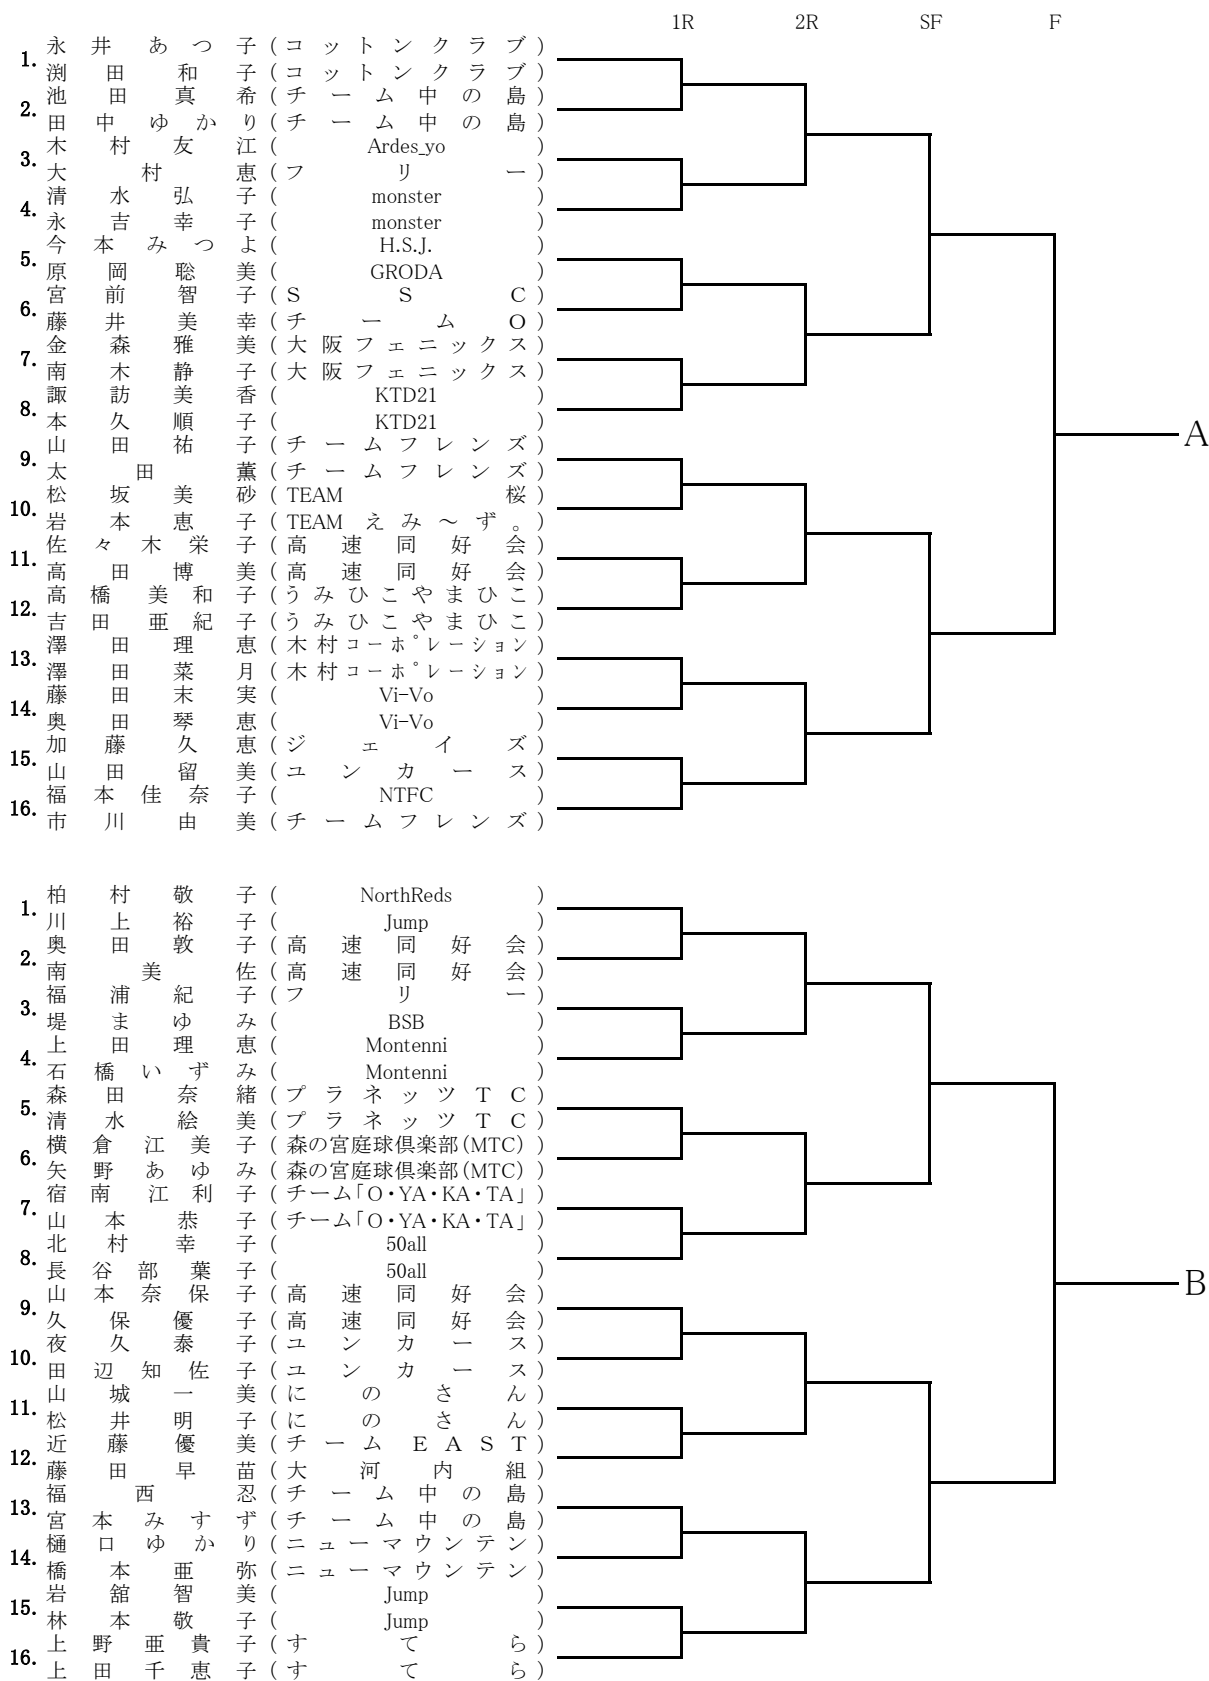 1R 2R SF F
永井あつ子(コットンクラブ)
1.
渕田和子(コットンクラブ)
池田真希(チーム中の島)
2.
田中ゆかり(チーム中の島)
木村友江(Ardes_yo)
3.
大村恵(フリー)
清水弘子(monster)
4.
永吉幸子(monster)
今本みつよ(H.S.J.)
5.
原岡聡美(GRODA)
宮前智子(SSC)
6.
藤井美幸(チームO)
金森雅美(大阪フェニックス)
7.
南木静子(大阪フェニックス)
諏訪美香(KTD21)
8.
本久順子(KTD21)
A
山田祐子(チームフレンズ)
9.
太田薫(チームフレンズ)
松坂美砂(TEAM桜)
10.
岩本恵子(TEAMえみ～ず。)
佐々木栄子(高速同好会)
11.
高田博美(高速同好会)
高橋美和子(うみひこやまひこ)
12.
吉田亜紀子(うみひこやまひこ)
澤田理恵(木村コーポレーション)
13.
澤田菜月(木村コーポレーション)
藤田末実(Vi-Vo)
14.
奥田琴恵(Vi-Vo)
加藤久恵(ジェイズ)
15.
山田留美(ユンカース)
福本佳奈子(NTFC)
16.
市川由美(チームフレンズ)
柏村敬子(NorthReds)
1.
川上裕子(Jump)
奥田敦子(高速同好会)
2.
南美佐(高速同好会)
福浦紀子(フリー)
3.
堤まゆみ(BSB)
上田理恵(Montenni)
4.
石橋いずみ(Montenni)
森田奈緒(プラネッツTC)
5.
清水絵美(プラネッツTC)
横倉江美子(森の宮庭球倶楽部(MTC))
6.
矢野あゆみ(森の宮庭球倶楽部(MTC))
宿南江利子(チーム「O・YA・KA・TA」)
7.
山本恭子(チーム「O・YA・KA・TA」)
北村幸子(50all)
8.
長谷部葉子(50all)
B
山本奈保子(高速同好会)
9.
久保優子(高速同好会)
夜久泰子(ユンカース)
10.
田辺知佐子(ユンカース)
山城一美(にのさん)
11.
松井明子(にのさん)
近藤優美(チームEAST)
12.
藤田早苗(大河内組)
福西忍(チーム中の島)
13.
宮本みすず(チーム中の島)
樋口ゆかり(ニューマウンテン)
14.
橋本亜弥(ニューマウンテン)
岩舘智美(Jump)
15.
林本敬子(Jump)
上野亜貴子(すてら)
16.
上田千恵子(すてら)